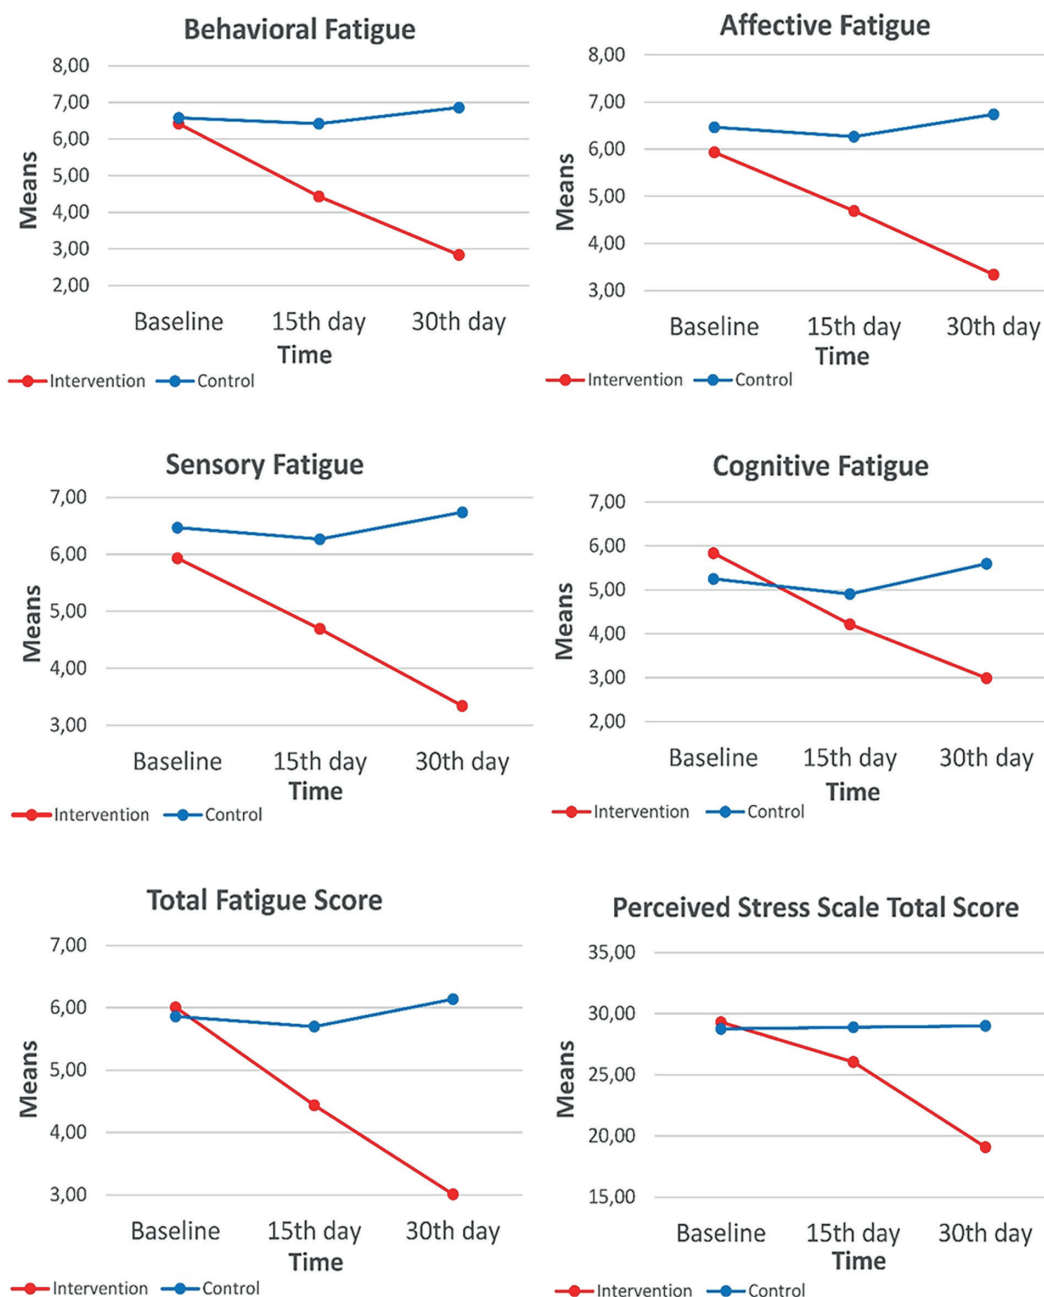 Behavioral Fatigue
8,00
7,00
6,00
5,00
4,00
3,00
2,00
Means
Baseline 15th day 30th day
Time
Intervention Control
Affective Fatigue
8,00
7,00
6,00
5,00
4,00
3,00
Means
Baseline 15th day 30th day
Time
Intervention Control
Sensory Fatigue
7,00
6,00
5,00
4,00
3,00
Means
Baseline 15th day 30th day
Time
Intervention Control
Cognitive Fatigue
7,00
6,00
5,00
4,00
3,00
2,00
Means
Baseline 15th day 30th day
Time
Intervention Control
Total Fatigue Score
7,00
6,00
5,00
4,00
3,00
Means
Baseline 15th day 30th day
Time
Intervention Control
Perceived Stress Scale Total Score
35,00
30,00
25,00
20,00
15,00
Means
Baseline 15th day 30th day
Time
Intervention Control